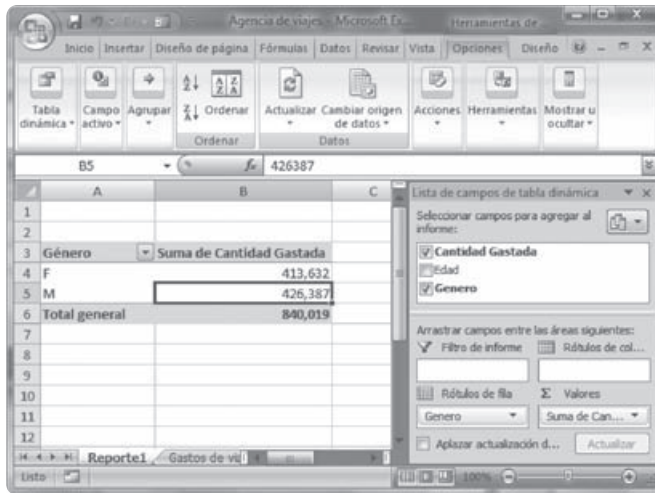 Agencia de viajes - Microsoft Ex...
Herramientas de ...
Inicio Insertar Diseño de página Fórmulas Datos Revisar Vista Opciones Diseño
Tabla dinámica
Campo activo
Agrupar
Ordenar
Actualizar
Cambiar origen de datos
Acciones
Herramientas
Mostrar u ocultar
Ordenar
Datos
B5 fx 426387
A B C
Lista de campos de tabla dinámica
Seleccionar campos para agregar al informe:
Cantidad Gastada
Edad
Genero
1
2
3 Género Suma de Cantidad Gastada
4 F 413,632
5 M 426,387
6 Total general 840,019
7
8
9
10
11
12
Arrastrar campos entre las áreas siguientes:
Filtro de informe Rótulos de col...
Rótulos de fila Σ Valores
Genero Suma de Can...
Aplazar actualización d... Actualizar
Reporte1 Gastos de
Listo 100%